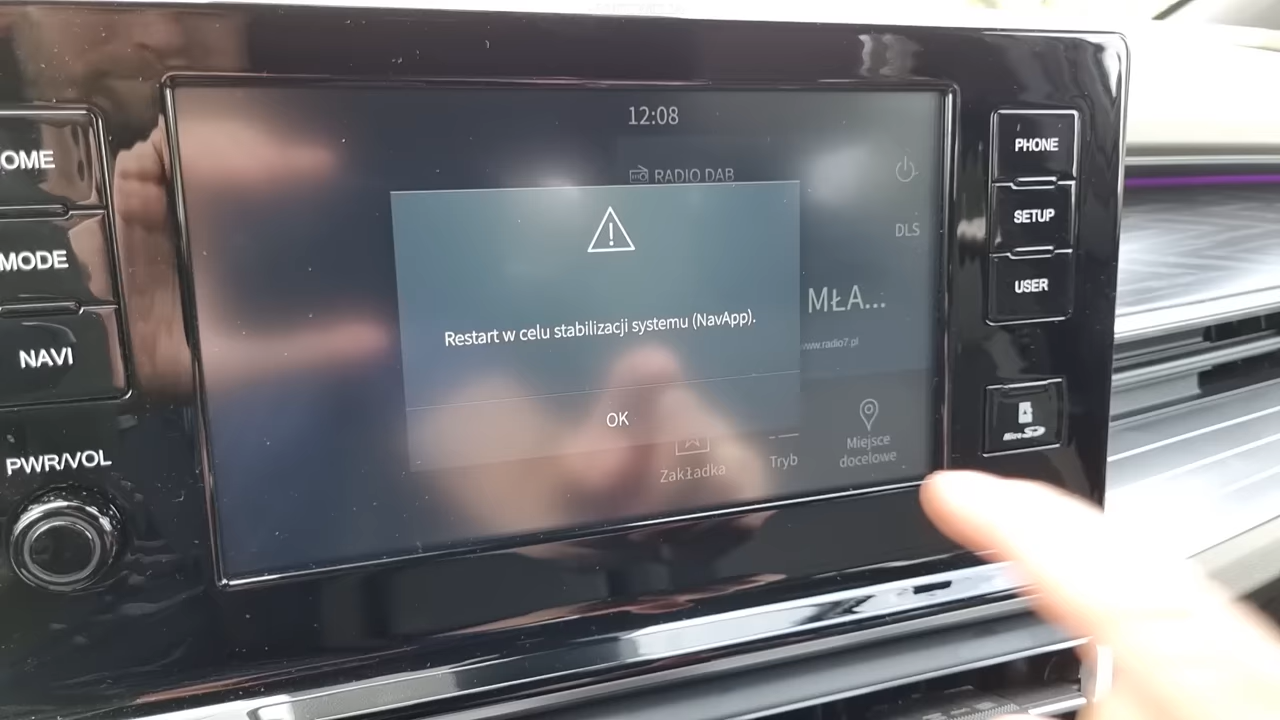 OME
MODE
NAVI
PWR/VOL
12:08
RADIO DAB
DLS
Restart w celu stabilizacji systemu (NavApp).
MŁA...
www.radio7.pl
OK
Zakładka
Tryb
Miejsce
docelowe
PHONE
SETUP
USER
Micro SD